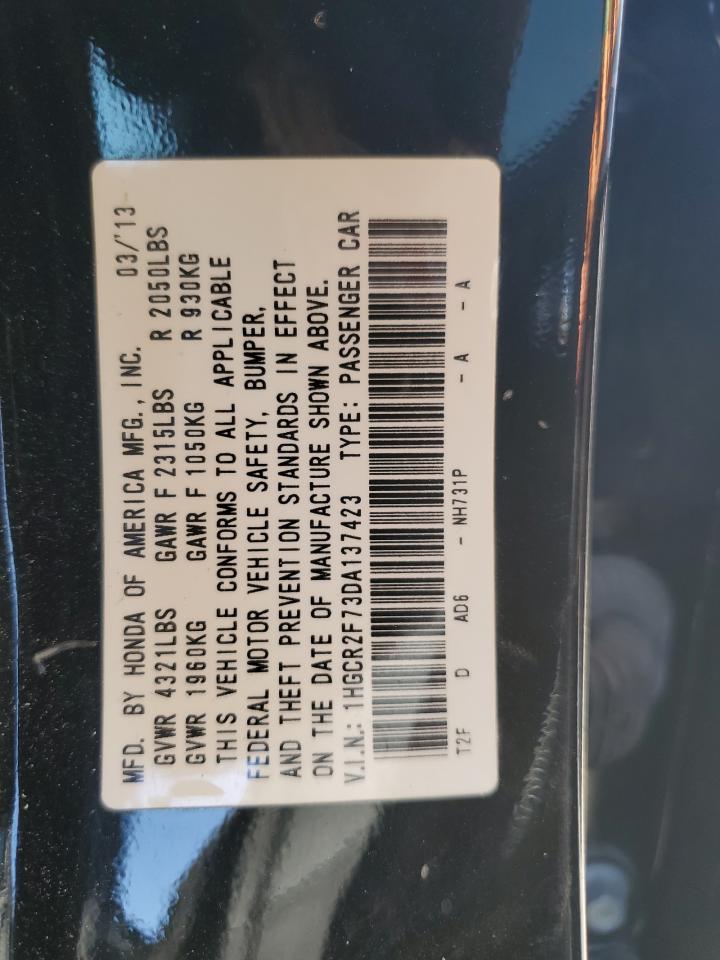 MFD. BY HONDA OF AMERICA MFG., INC. 03/'13
GVWR 4321LBS GAWR F 2315LBS R 2050LBS
GVWR 1960KG GAWR F 1050KG R 930KG
THIS VEHICLE CONFORMS TO ALL APPLICABLE
FEDERAL MOTOR VEHICLE SAFETY, BUMPER,
AND THEFT PREVENTION STANDARDS IN EFFECT
ON THE DATE OF MANUFACTURE SHOWN ABOVE.
V.I.N.: 1HGCR2F73DA137423 TYPE: PASSENGER CAR
T2F D AD6 - NH731P - A - A